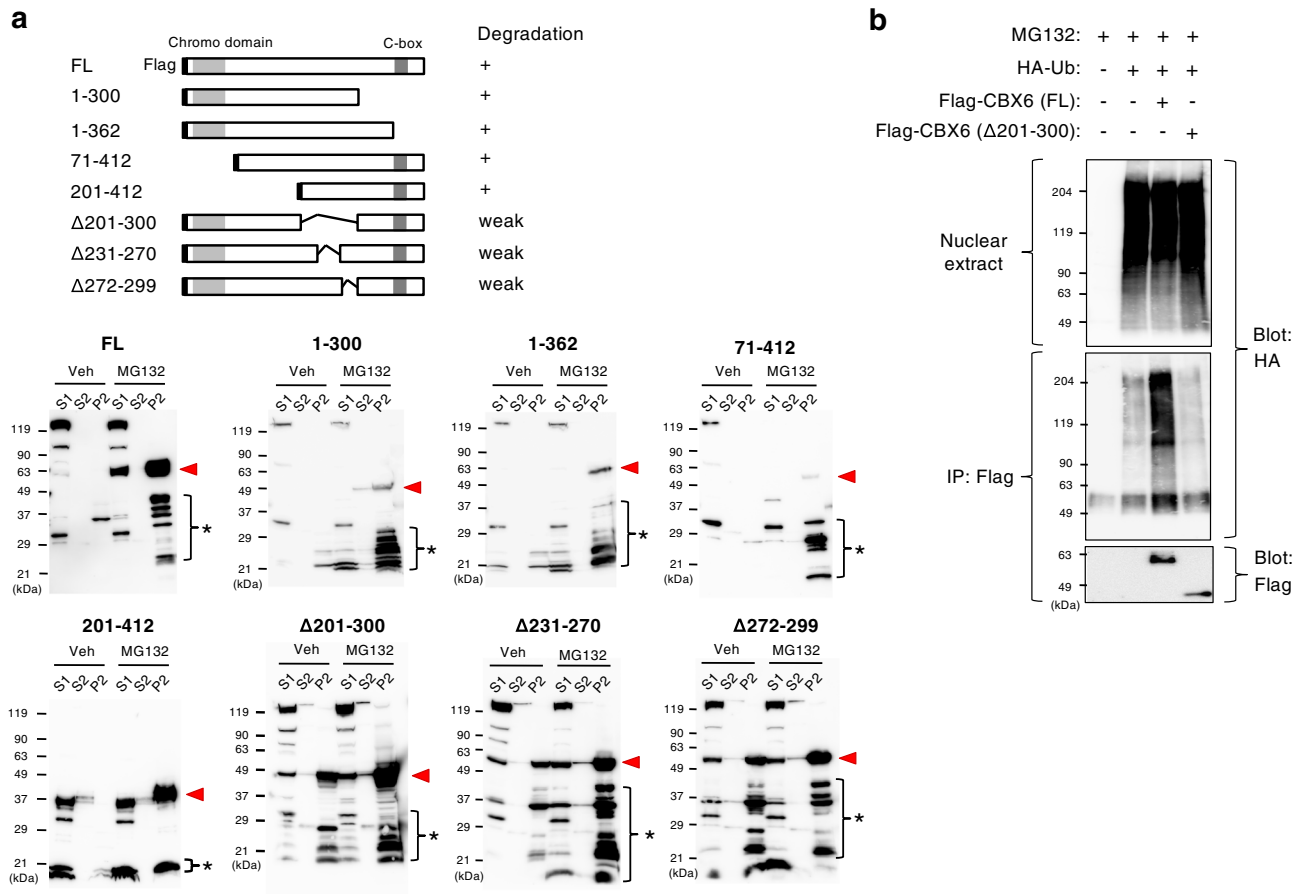 a
Chromo domain C-box Degradation
FL Flag +
1-300 +
1-362 +
71-412 +
201-412 +
Δ201-300 weak
Δ231-270 weak
Δ272-299 weak
FL
Veh MG132
S1 S2 P2 S1 S2 P2
119
90
63
49
37
29
21
(kDa)
*
1-300
Veh MG132
S1 S2 P2 S1 S2 P2
119
90
63
49
37
29
21
(kDa)
*
1-362
Veh MG132
S1 S2 P2 S1 S2 P2
119
90
63
49
37
29
21
(kDa)
*
71-412
Veh MG132
S1 S2 P2 S1 S2 P2
119
90
63
49
37
29
21
(kDa)
*
201-412
Veh MG132
S1 S2 P2 S1 S2 P2
119
90
63
49
37
29
21
(kDa)
*
Δ201-300
Veh MG132
S1 S2 P2 S1 S2 P2
119
90
63
49
37
29
21
(kDa)
*
Δ231-270
Veh MG132
S1 S2 P2 S1 S2 P2
119
90
63
49
37
29
21
(kDa)
*
Δ272-299
Veh MG132
S1 S2 P2 S1 S2 P2
119
90
63
49
37
29
21
(kDa)
*
b
MG132: + + + +
HA-Ub: - + + +
Flag-CBX6 (FL): - - + -
Flag-CBX6 (Δ201-300): - - - +
Nuclear
extract
204
119
90
63
49
IP: Flag
204
119
90
63
49
Blot:
HA
63
49
(kDa)
Blot:
Flag